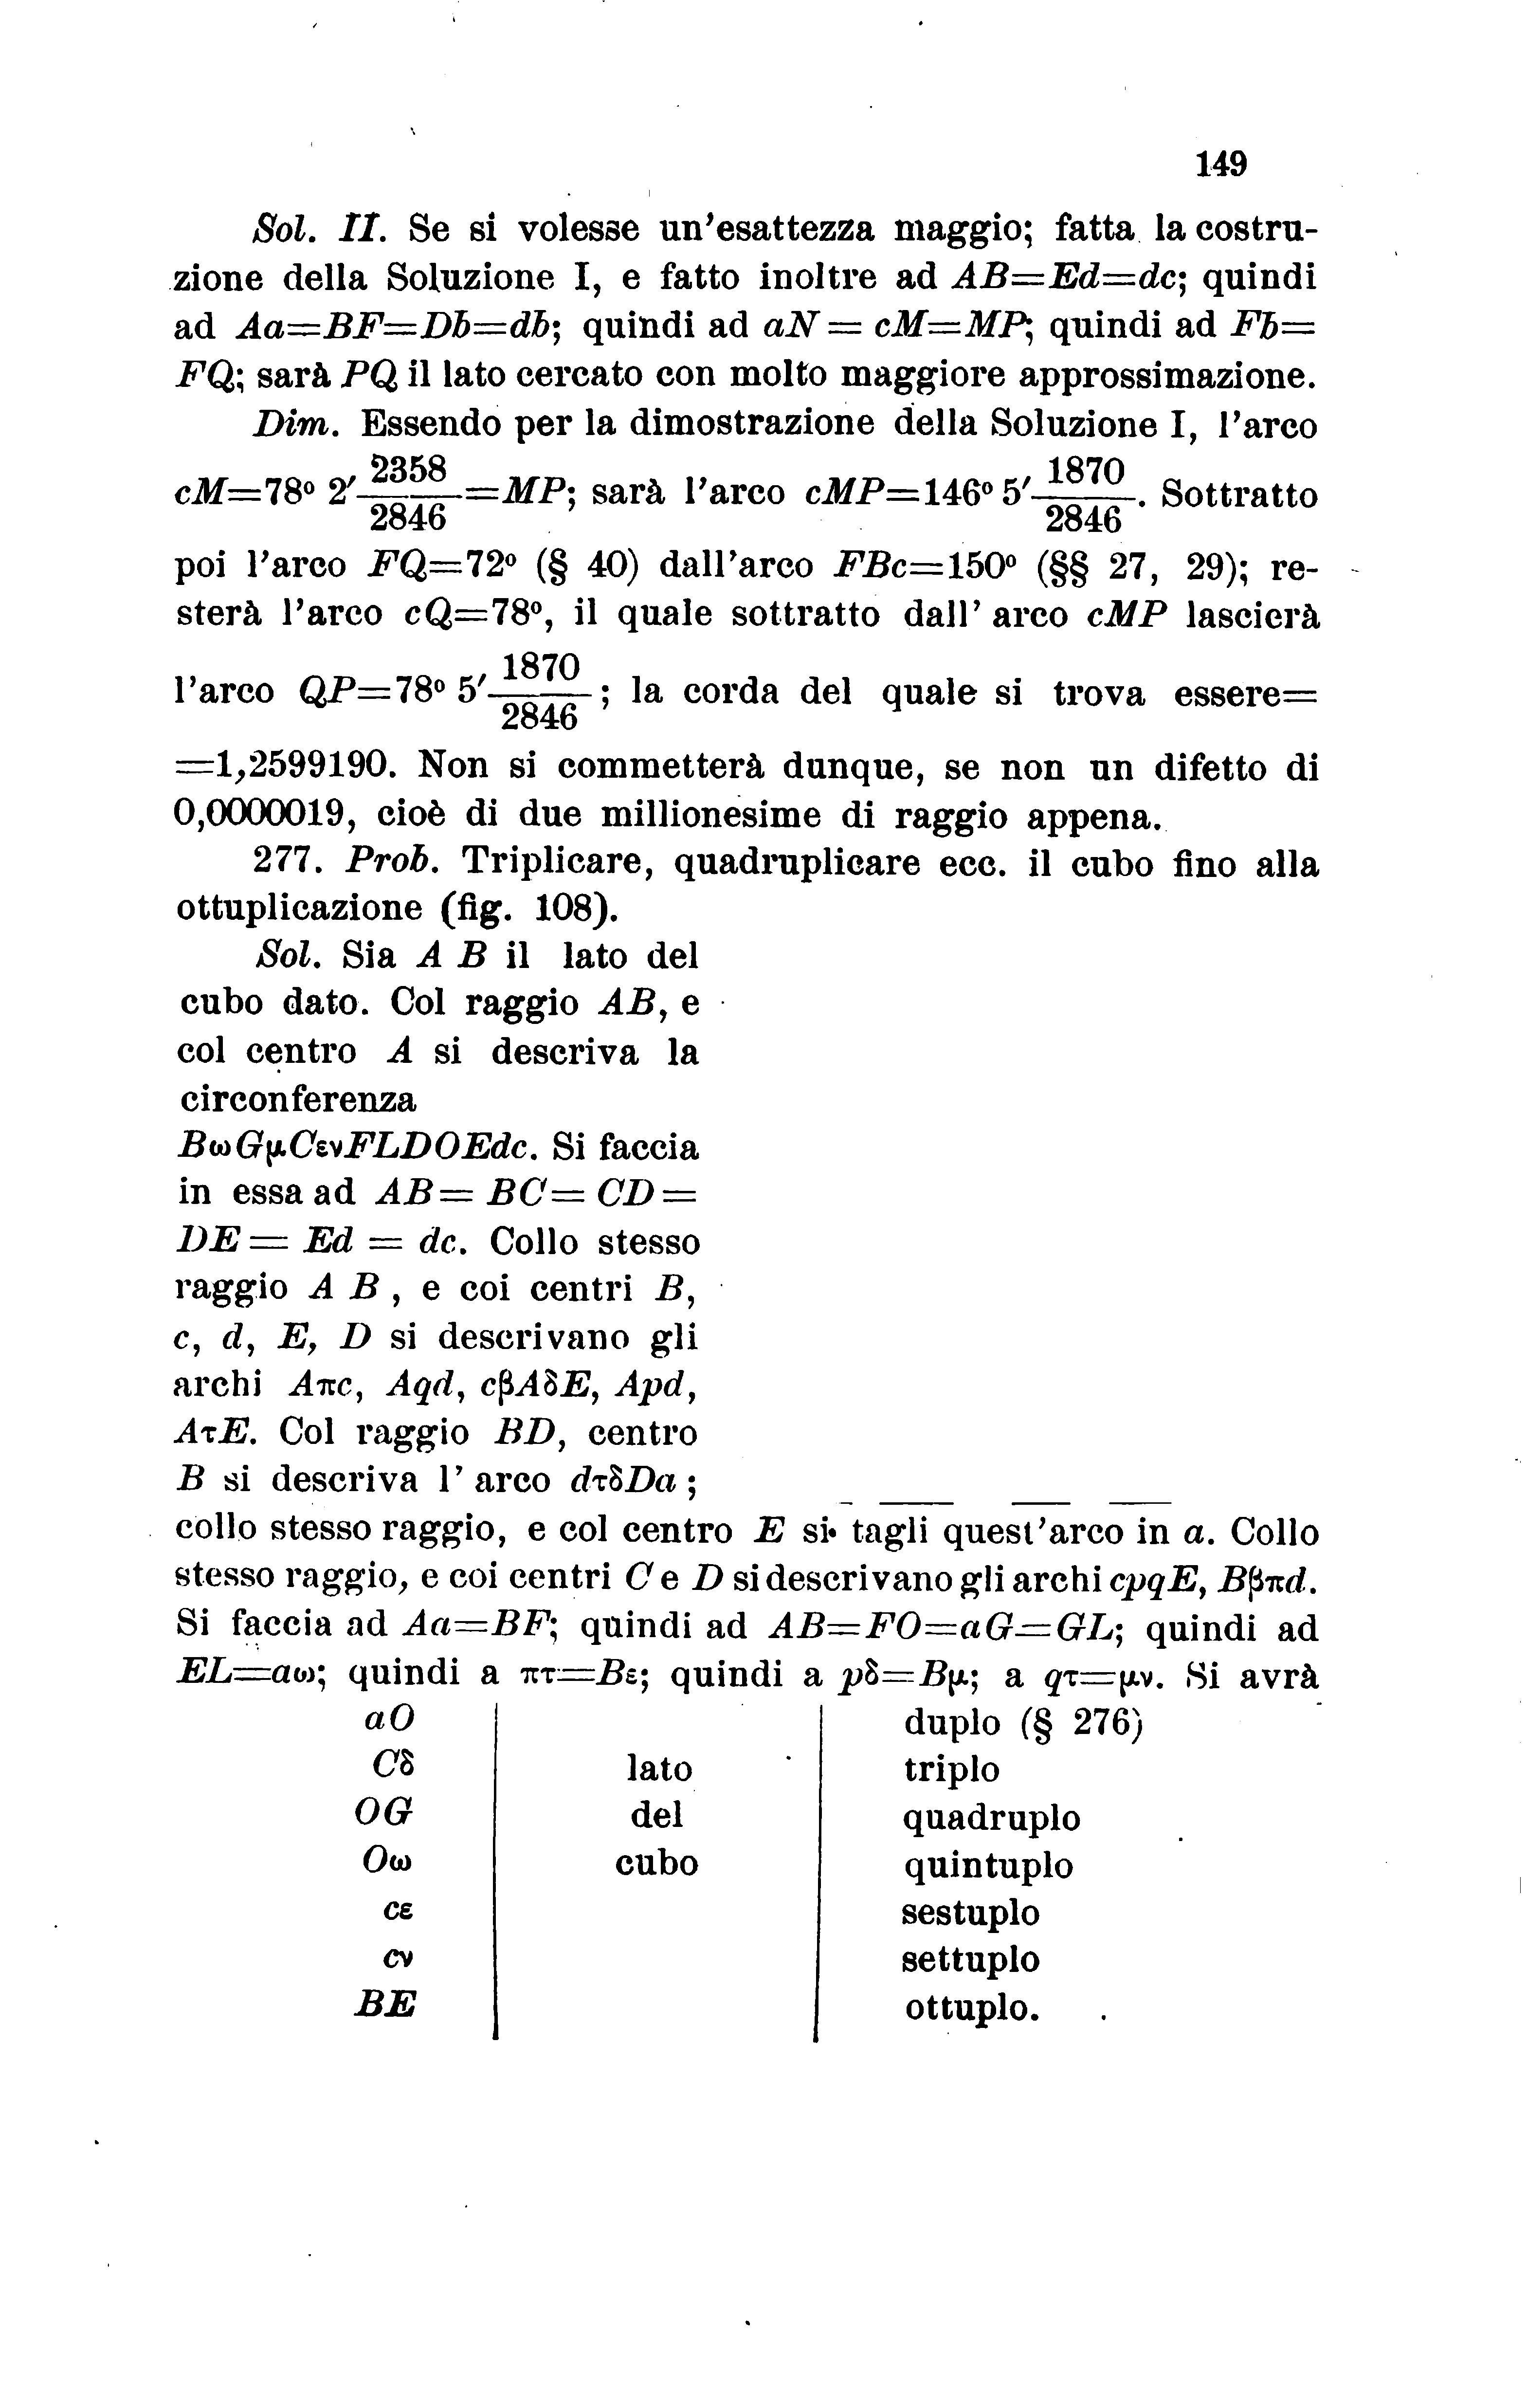 149
Sol. II. Se si volesse un'esattezza maggio; fatta la costru-
zione della Soluzione I, e fatto inoltre ad AB=Ed=dc; quindi
ad Aa=BF=Db=db; quindi ad aN = cM=MP; quindi ad Fb=
FQ; sarà PQ il lato cercato con molto maggiore approssimazione.
Dim. Essendo per la dimostrazione della Soluzione I, l'arco
cM=78º 2′ 2358/2846 =MP; sarà l'arco cMP=146º 5′ 1870/2846. Sottratto
poi l'arco FQ=72º (§ 40) dall'arco FBc=150º (§§ 27, 29); re-
sterà l'arco cQ=78º, il quale sottratto dall' arco cMP lascierà
l'arco QP=78º 5′ 1870/2846 ; la corda del quale si trova essere=
=1,2599190. Non si commetterà dunque, se non un difetto di
0,0000019, cioè di due millionesime di raggio appena.
277. Prob. Triplicare, quadruplicare ecc. il cubo fino alla
ottuplicazione (fig. 108).
Sol. Sia A B il lato del
cubo dato. Col raggio AB, e
col centro A si descriva la
circonferenza
BωGμCενFLDOEdc. Si faccia
in essa ad AB= BC= CD=
DE= Ed = dc. Collo stesso
raggio A B , e coi centri B,
c, d, E, D si descrivano gli
archi Aπc, Aqd, cβAδE, Apd,
AτE. Col raggio BD, centro
B si descriva l' arco dτδDa ;
collo stesso raggio, e col centro E si tagli quest'arco in a. Collo
stesso raggio, e coi centri C e D si descrivano gli archi cpqE, Bβπd.
Si faccia ad Aa=BF; quindi ad AB=FO=aG=GL; quindi ad
EL=aω; quindi a πτ=Bε; quindi a pδ=Bμ; a qτ=μν. Si avrà
aO duplo (§ 276)
Cδ lato triplo
OG del quadruplo
Oω cubo quintuplo
cε sestuplo
cν settuplo
BE ottuplo.